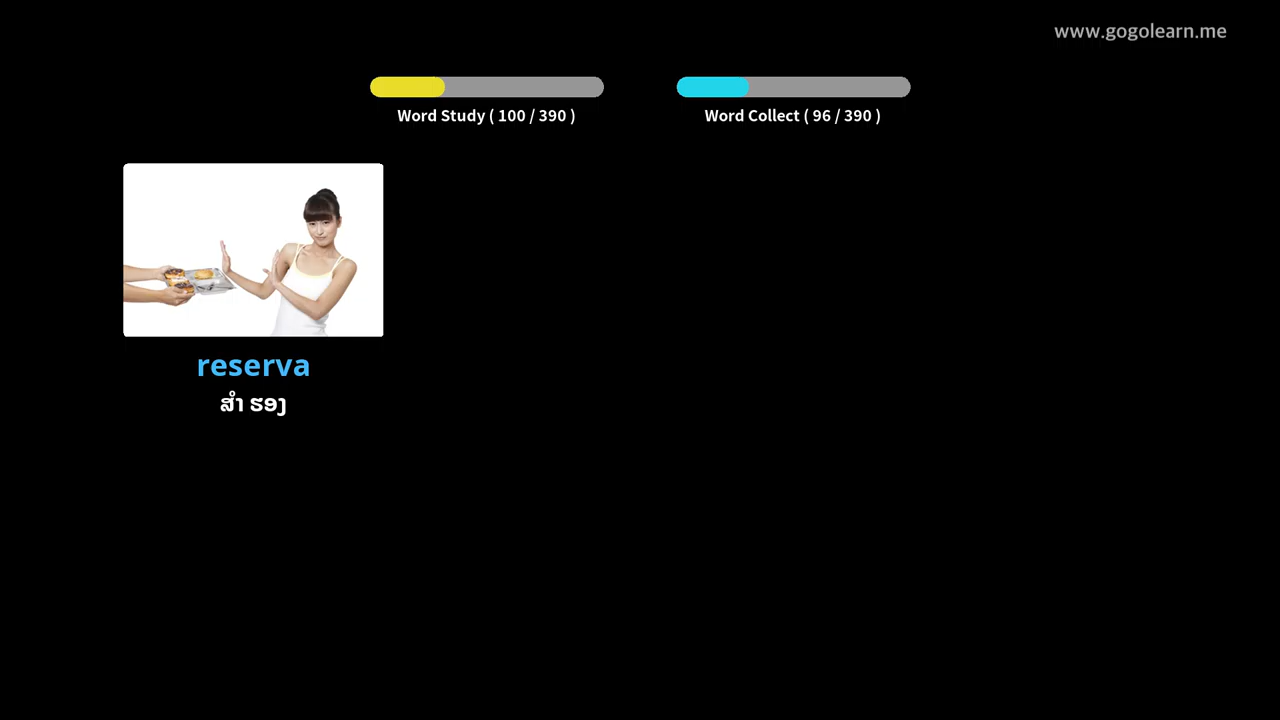 www.gogolearn.me
Word Study ( 100 / 390 )
Word Collect ( 96 / 390 )
reserva
ສຳ ຮອງ